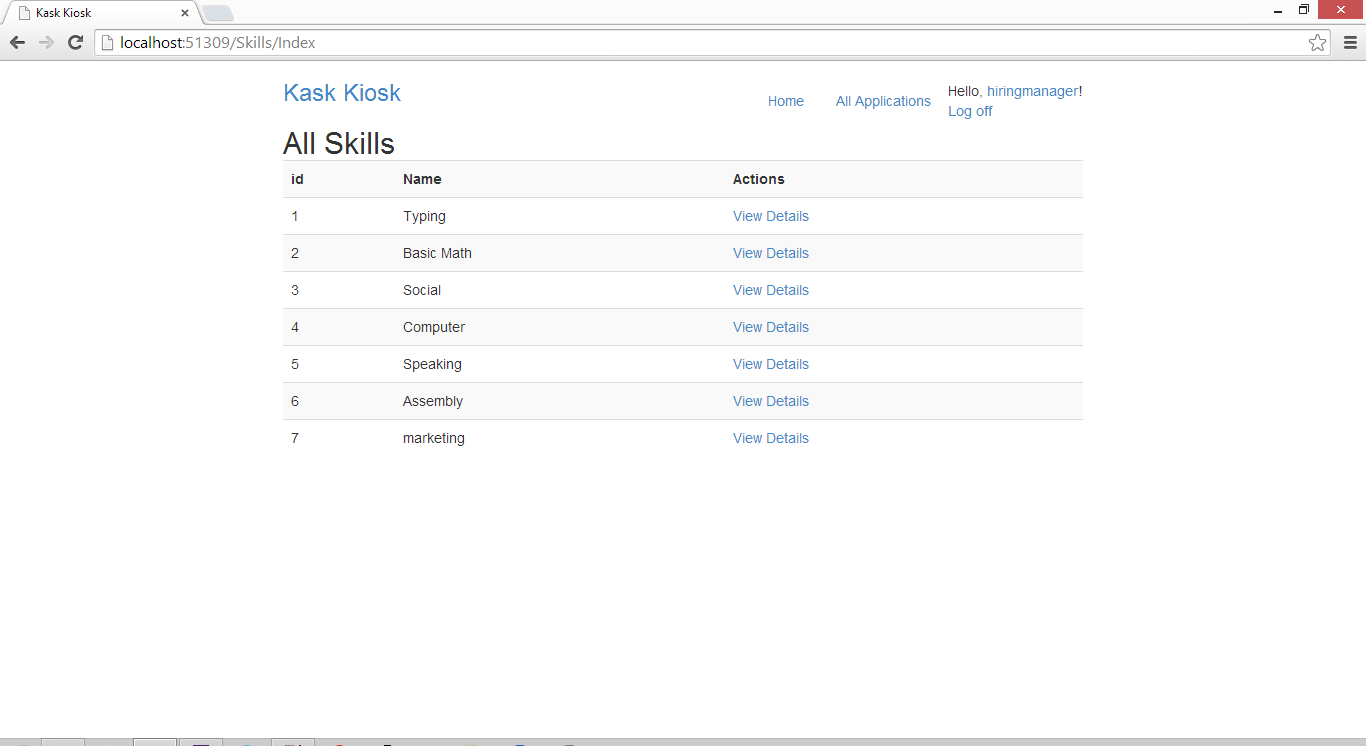 Kask Kiosk
localhost:51309/Skills/Index
Kask Kiosk
Home All Applications
Hello, hiringmanager!
Log off
All Skills
id Name Actions
1 Typing View Details
2 Basic Math View Details
3 Social View Details
4 Computer View Details
5 Speaking View Details
6 Assembly View Details
7 marketing View Details